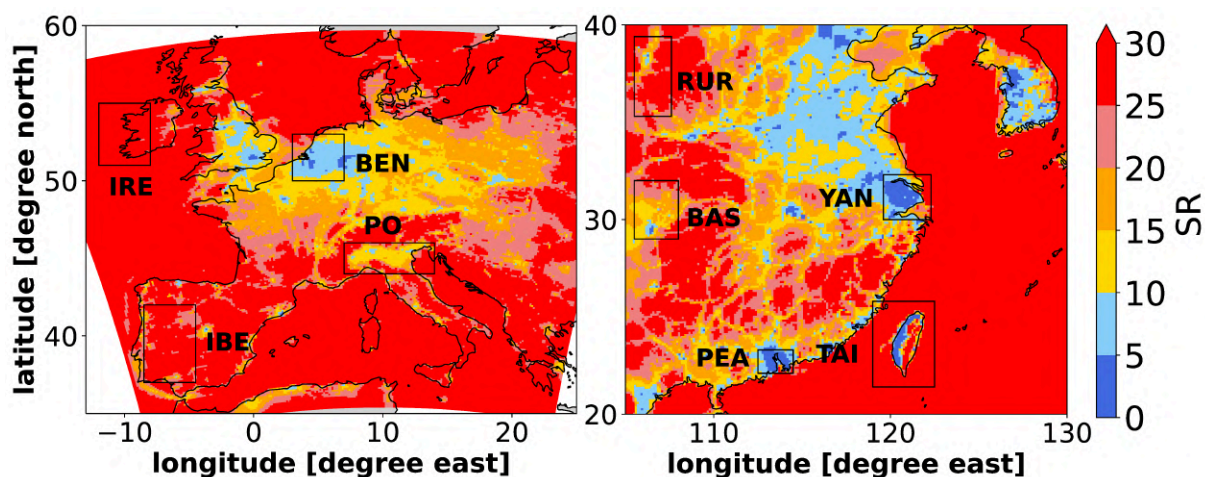 60
50
40
latitude [degree north]
IRE
BEN
PO
IBE
−10
0
10
20
longitude [degree east]
40
30
20
RUR
BAS
YAN
PEA
TAI
110
120
130
longitude [degree east]
30
25
20
15
10
5
0
SR